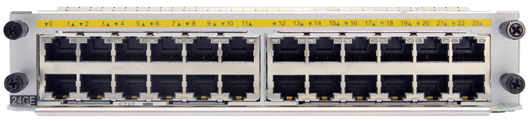 ▼0 1▲ ▼2 3▲ ▼4 5▲ ▼6 7▲ ▼8 9▲ ▼10 11▲ ▼12 13▲ ▼14 15▲ ▼16 17▲ ▼18 19▲ ▼20 21▲ ▼22 23▲
24GE